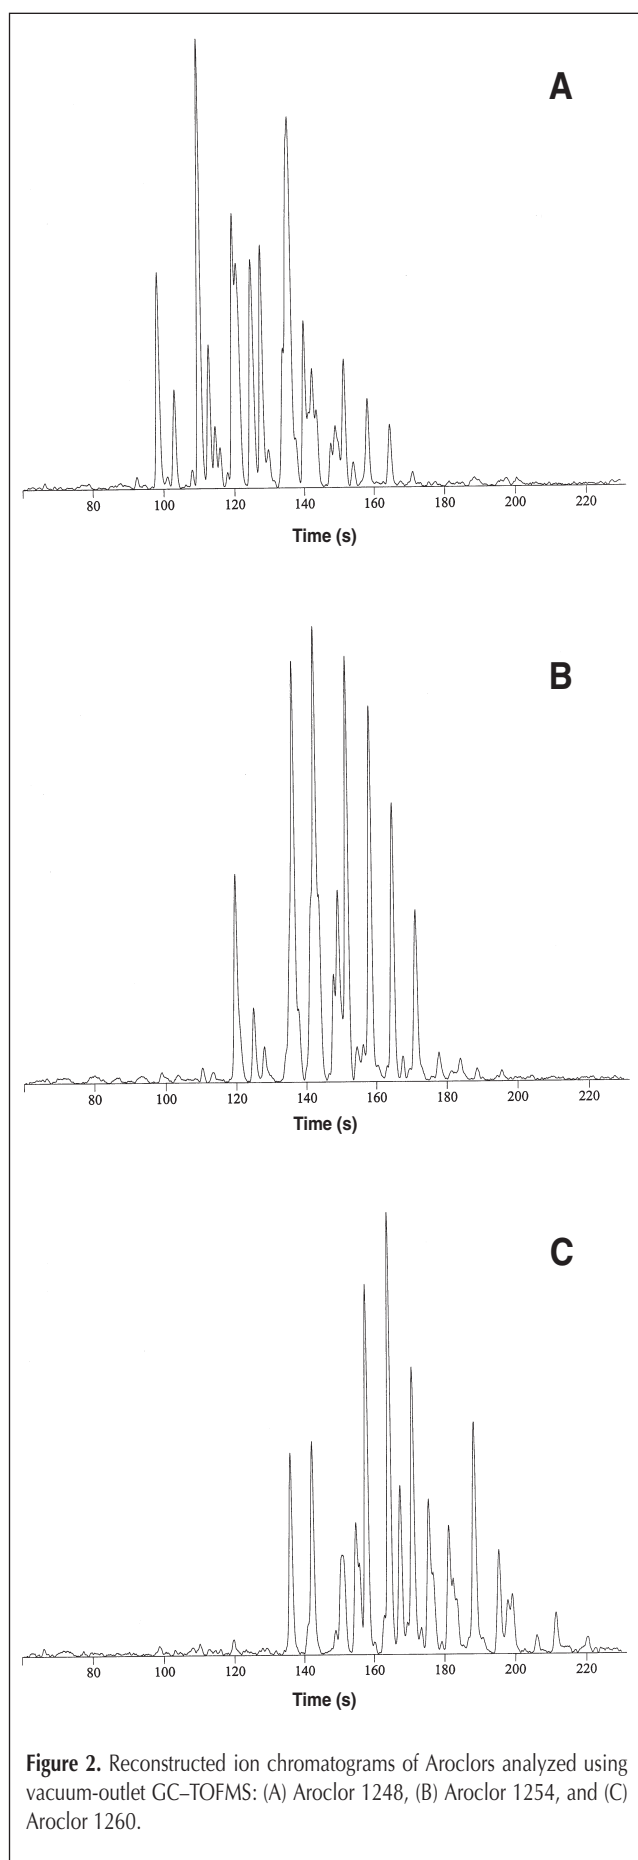 A
80 100 120 140 160 180 200 220
Time (s)
B
80 100 120 140 160 180 200 220
Time (s)
C
80 100 120 140 160 180 200 220
Time (s)
Figure 2. Reconstructed ion chromatograms of Aroclors analyzed using
vacuum-outlet GC–TOFMS: (A) Aroclor 1248, (B) Aroclor 1254, and (C)
Aroclor 1260.